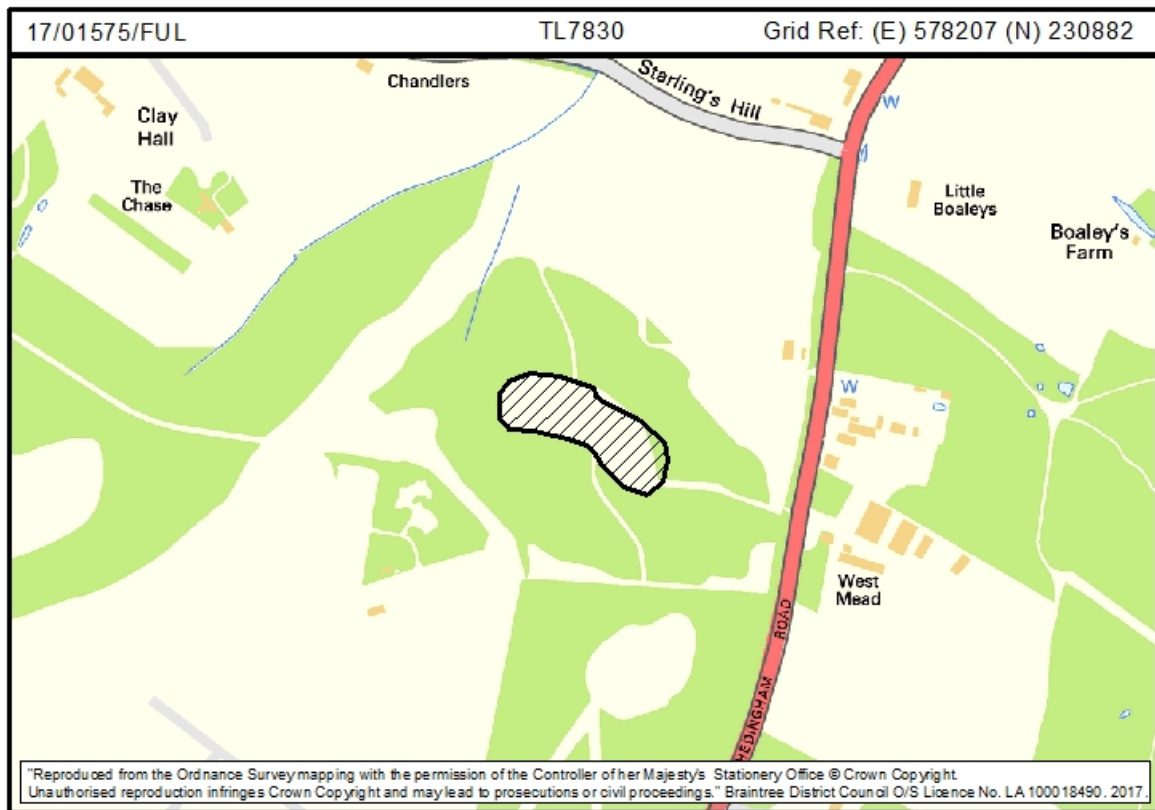 17/01575/FUL TL7830 Grid Ref: (E) 578207 (N) 230882
Chandlers
Starling's Hill
W
Clay
Hall
The
Chase
Little
Boaleys
Boaley's
Farm
W
West
Mead
HEDINGHAM ROAD
"Reproduced from the Ordnance Survey mapping with the permission of the Controller of her Majesty's Stationery Office © Crown Copyright.
Unauthorised reproduction infringes Crown Copyright and may lead to prosecutions or civil proceedings." Braintree District Council O/S Licence No. LA 100018490. 2017.